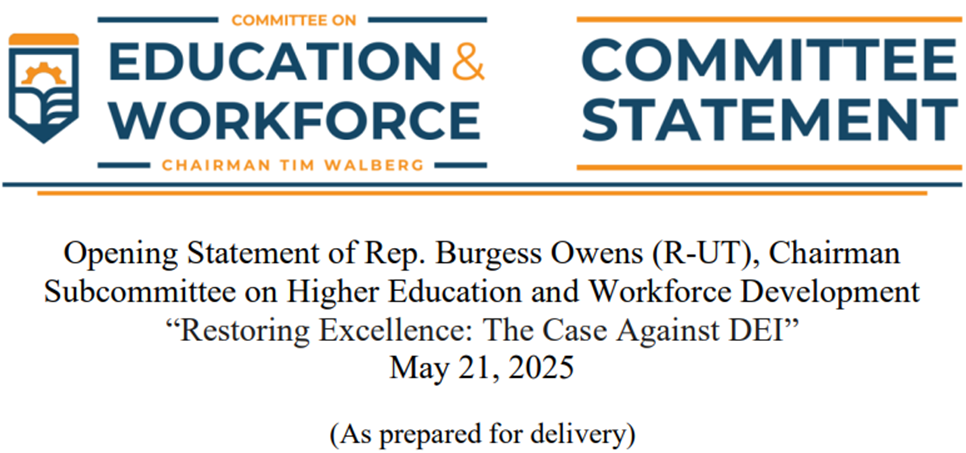 COMMITTEE ON
EDUCATION &
WORKFORCE
CHAIRMAN TIM WALBERG
COMMITTEE
STATEMENT
Opening Statement of Rep. Burgess Owens (R-UT), Chairman
Subcommittee on Higher Education and Workforce Development
“Restoring Excellence: The Case Against DEI”
May 21, 2025
(As prepared for delivery)